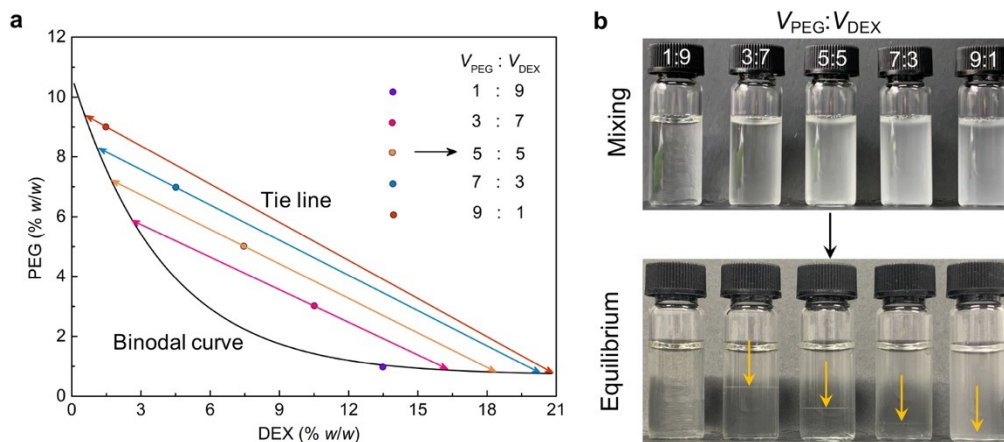 a
12
10
8
6
4
2
0
PEG (% w/w)
0 3 6 9 12 15 18 21
DEX (% w/w)
V_PEG : V_DEX
1 : 9
3 : 7
5 : 5
7 : 3
9 : 1
Tie line
Binodal curve
b
V_PEG:V_DEX
Mixing
1:9 3:7 5:5 7:3 9:1
Equilibrium